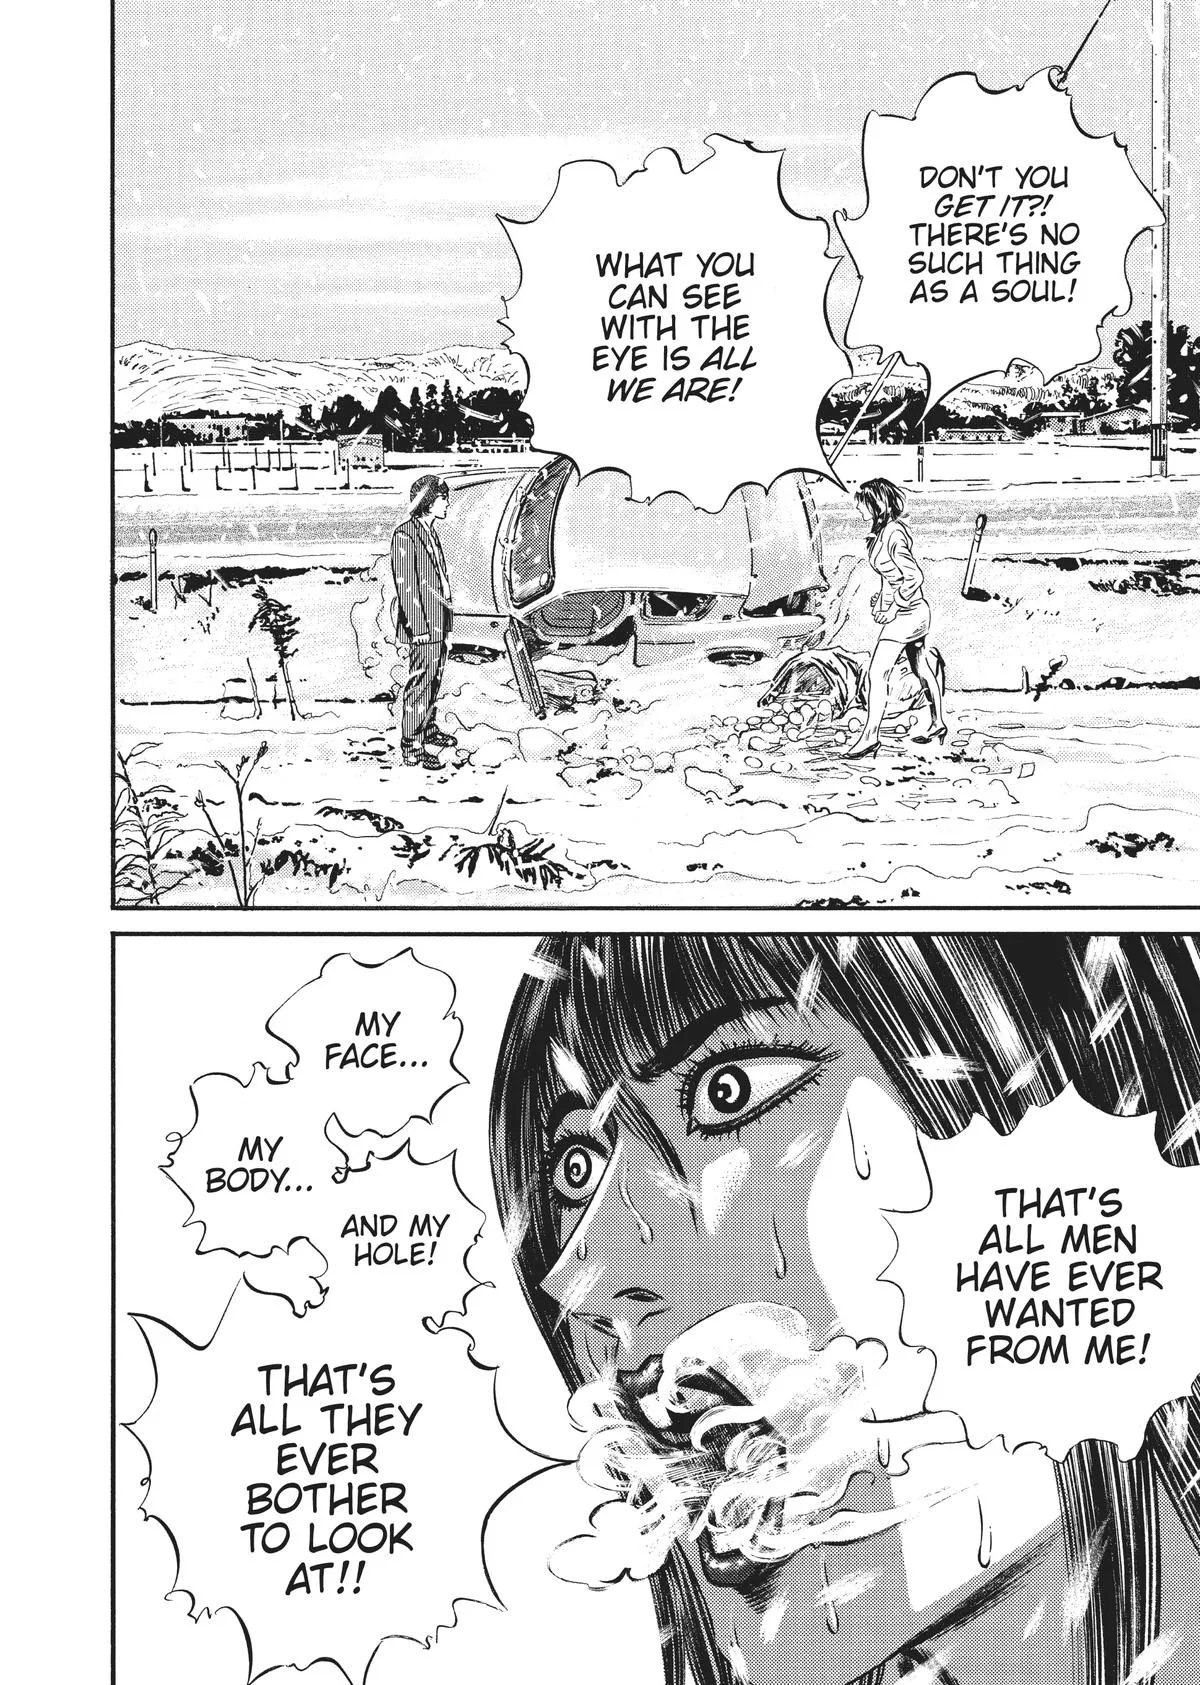 DON'T YOU
GET IT?!
THERE'S NO
SUCH THING
AS A SOUL!
WHAT YOU
CAN SEE
WITH THE
EYE IS ALL
WE ARE!
THAT'S
ALL MEN
HAVE EVER
WANTED
FROM ME!
MY
FACE...
MY
BODY...
AND MY
HOLE!
THAT'S
ALL THEY
EVER
BOTHER
TO LOOK
AT!!